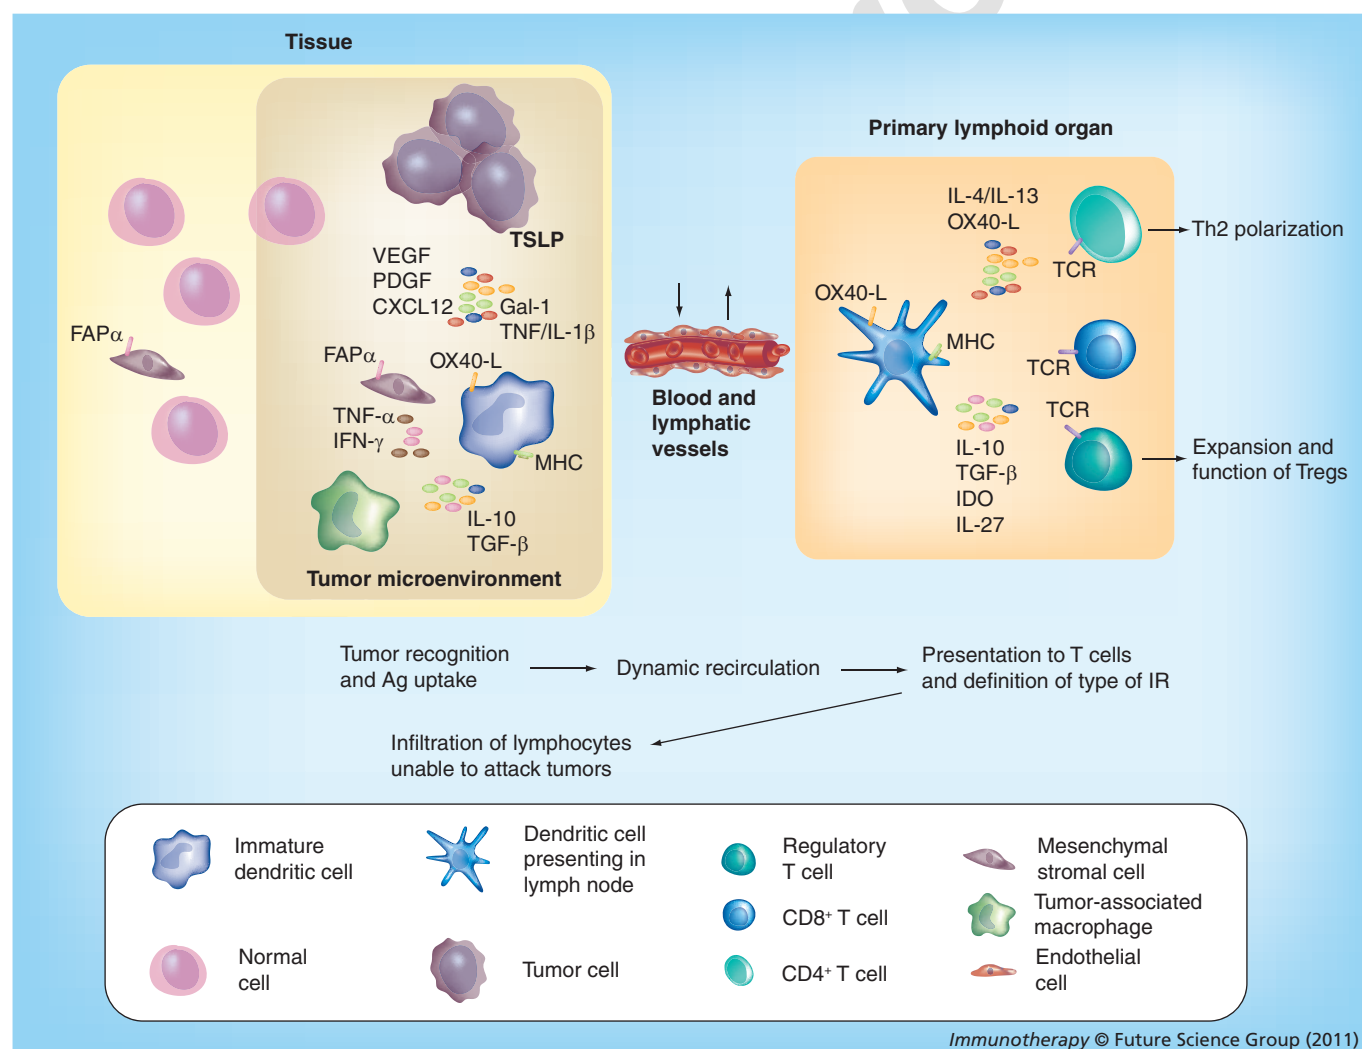 Tissue
TSLP
VEGF
PDGF
CXCL12
Gal-1
TNF/IL-1β
FAPα
FAPα
OX40-L
TNF-α
IFN-γ
MHC
IL-10
TGF-β
Tumor microenvironment
Blood and
lymphatic
vessels
Primary lymphoid organ
IL-4/IL-13
OX40-L
TCR
Th2 polarization
OX40-L
MHC
TCR
TCR
IL-10
TGF-β
IDO
IL-27
Expansion and
function of Tregs
Tumor recognition
and Ag uptake
Dynamic recirculation
Presentation to T cells
and definition of type of IR
Infiltration of lymphocytes
unable to attack tumors
Immature
dendritic cell
Dendritic cell
presenting in
lymph node
Regulatory
T cell
Mesenchymal
stromal cell
CD8⁺ T cell
Tumor-associated
macrophage
Normal
cell
Tumor cell
CD4⁺ T cell
Endothelial
cell
Immunotherapy © Future Science Group (2011)